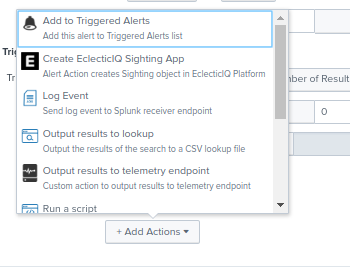 Add to Triggered Alerts
Add this alert to Triggered Alerts list
Trig
E
Create EclecticIQ Sighting App
Alert Action creates Sighting object in EclecticIQ Platform
Tr
ber of Result
Log Event
Send log event to Splunk receiver endpoint
0
Output results to lookup
Output the results of the search to a CSV lookup file
Output results to telemetry endpoint
Custom action to output results to telemetry endpoint
Run a script
+ Add Actions